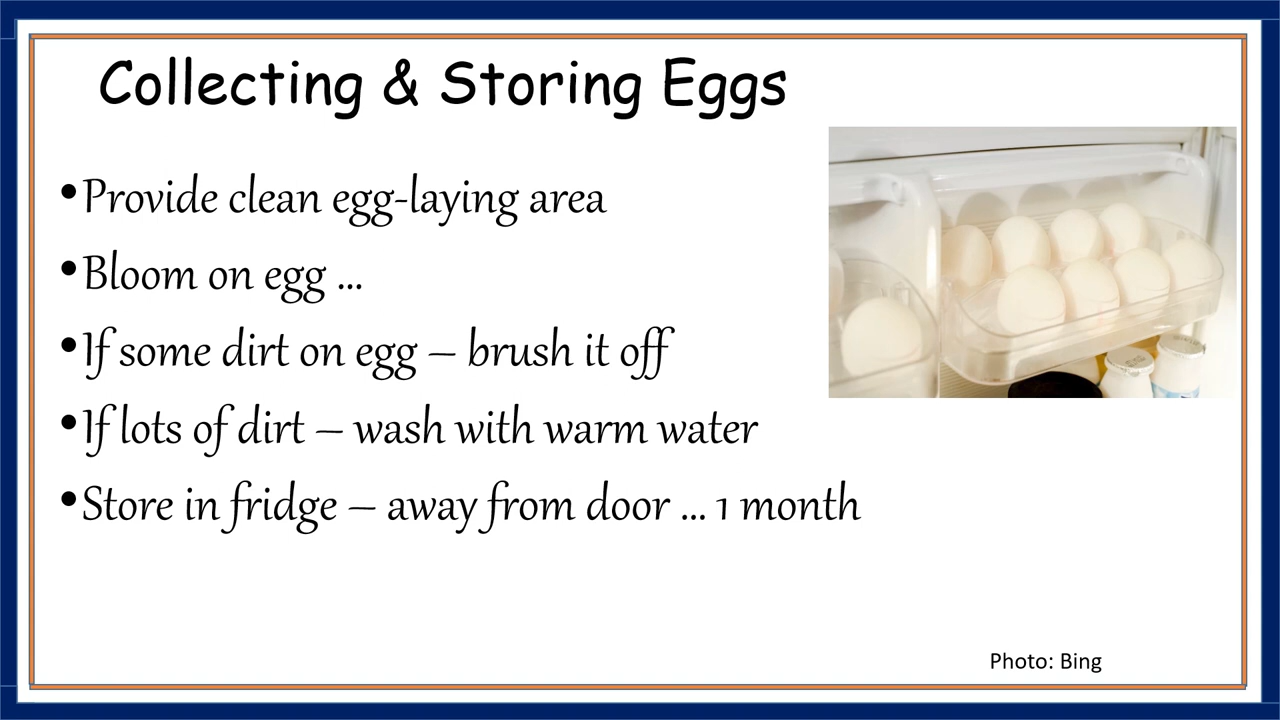 Collecting & Storing Eggs
•Provide clean egg-laying area
•Bloom on egg ...
•If some dirt on egg – brush it off
•If lots of dirt – wash with warm water
•Store in fridge – away from door ... 1 month
Photo: Bing